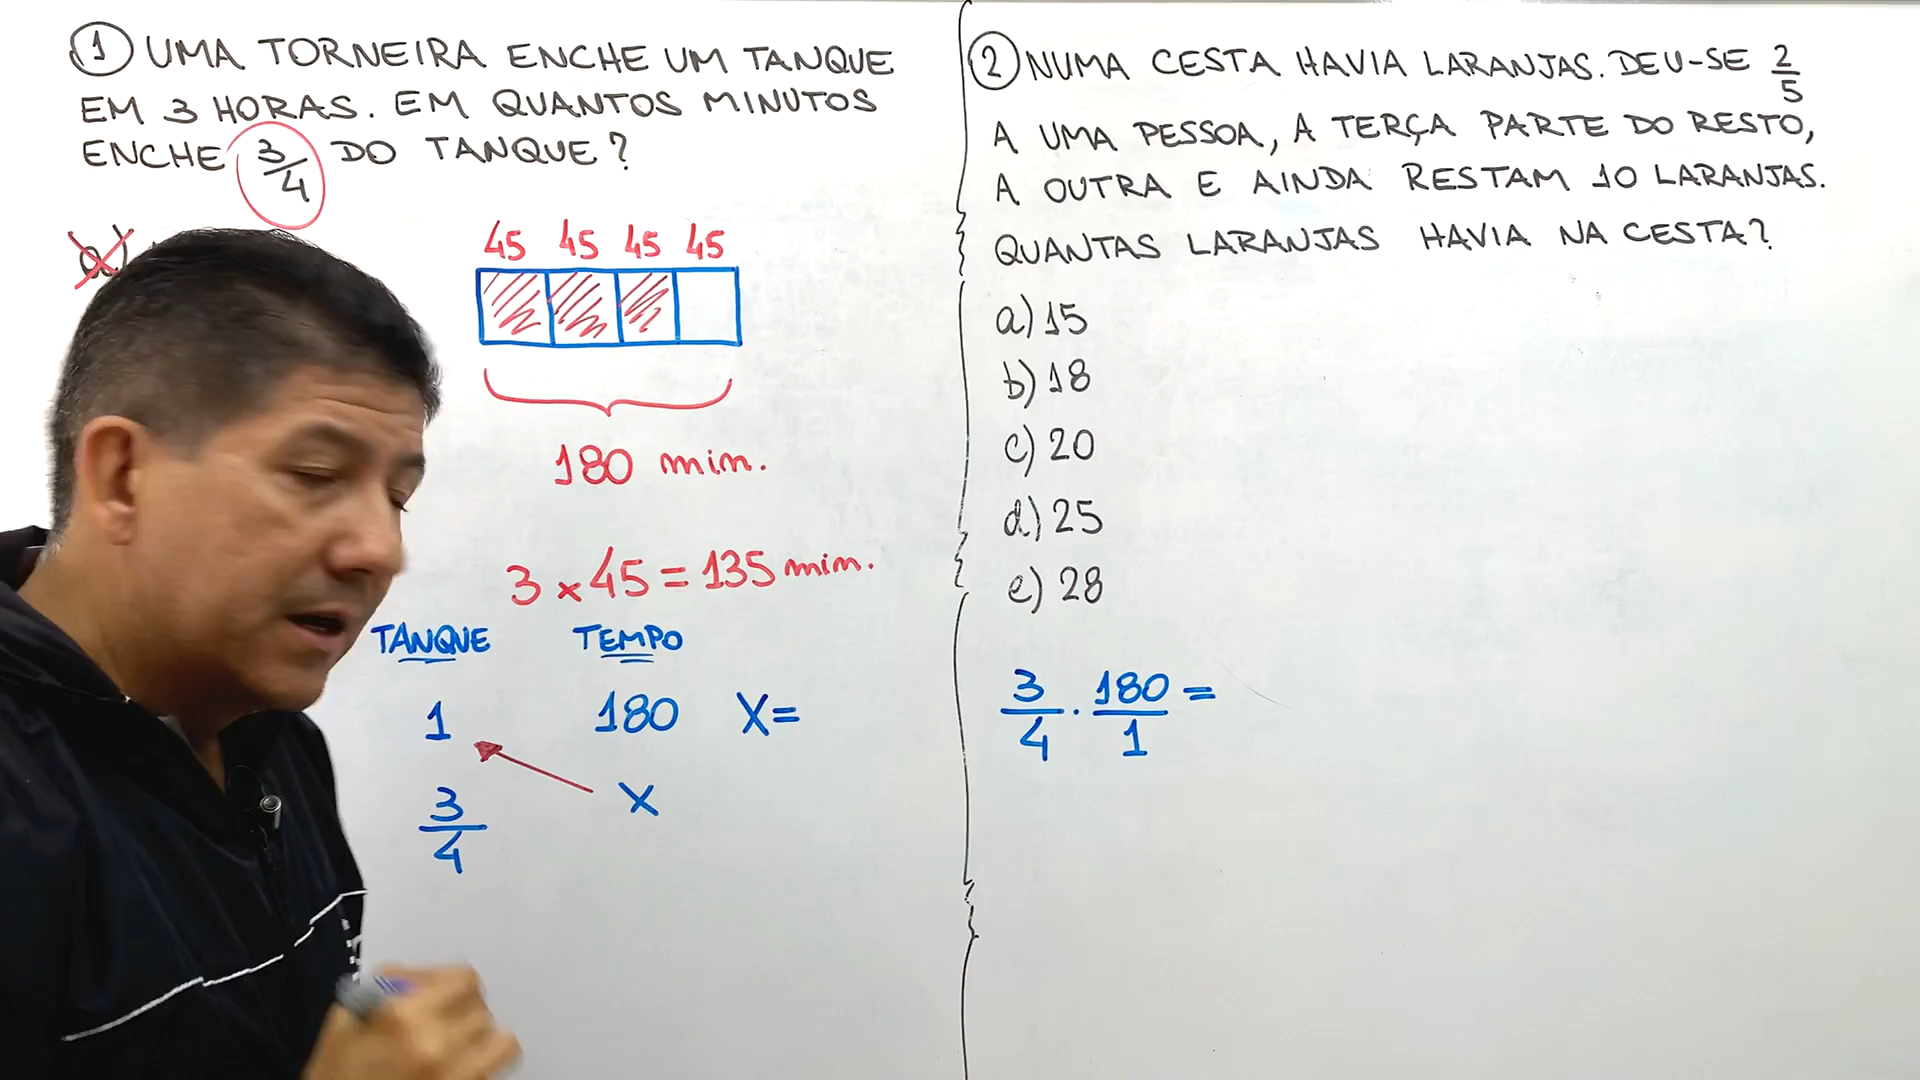 1 UMA TORNEIRA ENCHE UM TANQUE
EM 3 HORAS. EM QUANTOS MINUTOS
ENCHE 3/4 DO TANQUE?
a)
45 45 45 45
180 min.
3 x 45 = 135 min.
TANQUE TEMPO
1 180 X=
3/4 X
2 NUMA CESTA HAVIA LARANJAS. DEU-SE 2/5
A UMA PESSOA, A TERÇA PARTE DO RESTO,
A OUTRA E AINDA RESTAM 10 LARANJAS.
QUANTAS LARANJAS HAVIA NA CESTA?
a) 15
b) 18
c) 20
d) 25
e) 28
3/4 . 180/1 =